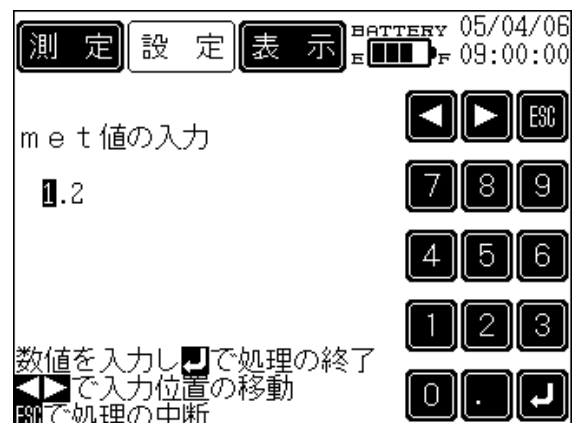 測 定 設 定 表 示 BATTERY 05/04/06
E F 09:00:00
◀ ▶ ESC
met値の入力
1.2
7 8 9
4 5 6
1 2 3
0 . ↵
数値を入力し↵で処理の終了
◀▶で入力位置の移動
ESCで処理の中断